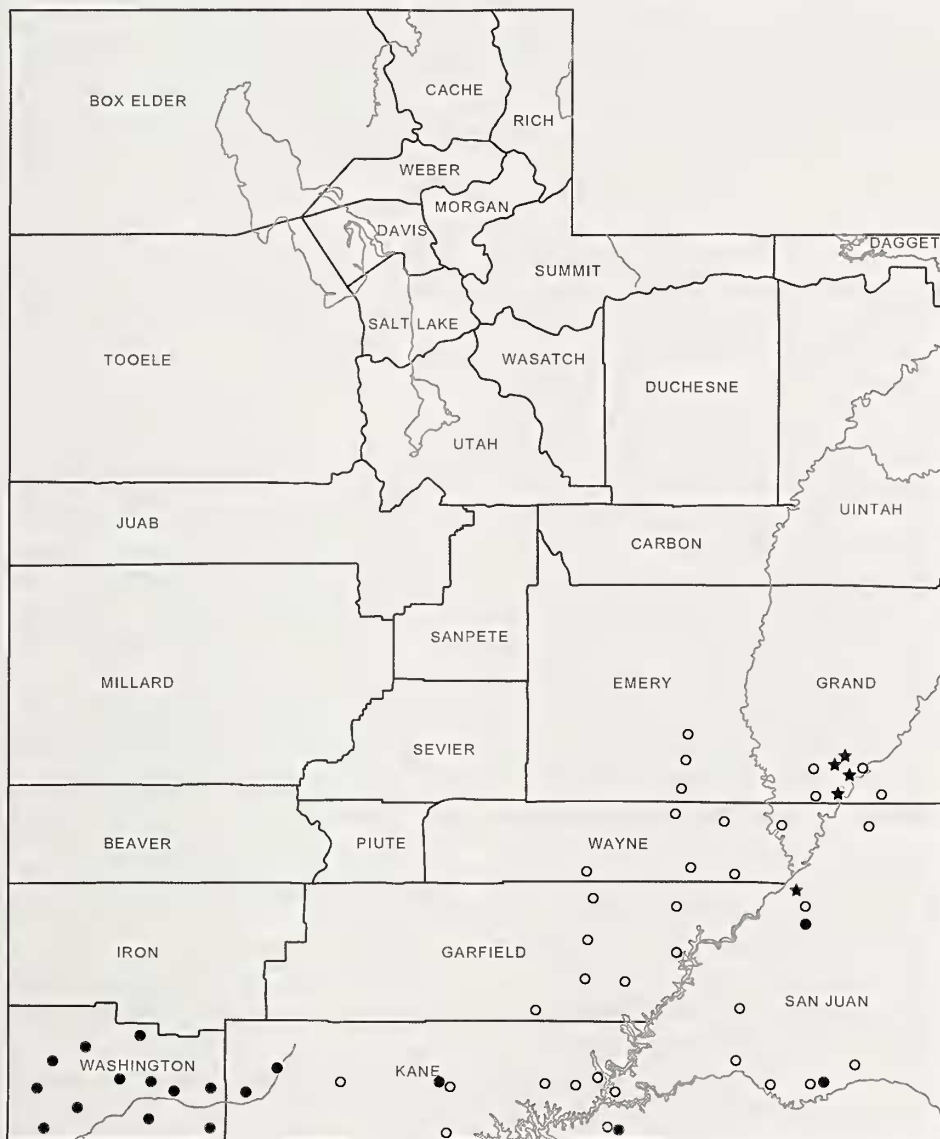 CACHE
BOX ELDER
RICH
WEBER
MORGAN
DAVIS
DAGGET
SUMMIT
SALT LAKE
WASATCH
TOOELE
DUCHESNE
UTAH
UINTAH
JUAB
CARBON
SANPETE
MILLARD
EMERY
GRAND
SEVIER
BEAVER
PIUTE
WAYNE
IRON
GARFIELD
SAN JUAN
WASHINGTON
KANE